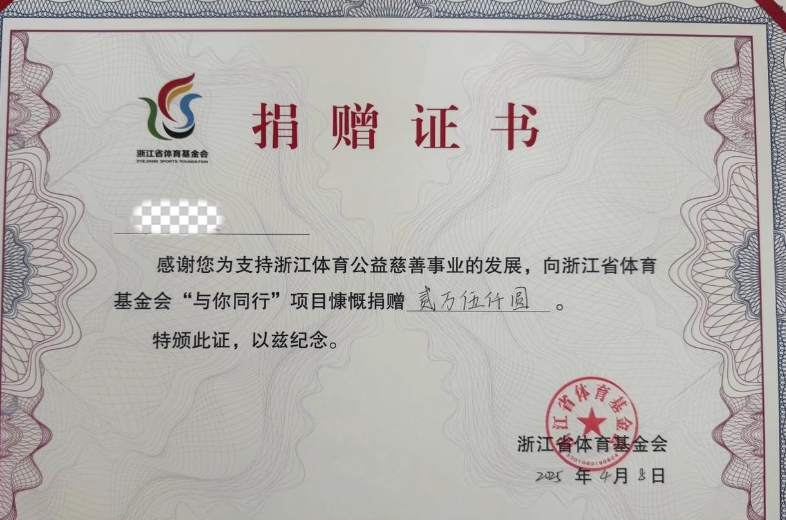 浙江省体育基金会
ZHEJIANG SPORTS FOUNDATION
捐赠证书
感谢您为支持浙江体育公益慈善事业的发展，向浙江省体育
基金会“与你同行”项目慷慨捐赠 贰万伍仟圆 。
特颁此证，以兹纪念。
浙江省体育基金会
浙江省体育基金会
2025 年 4 月 8 日